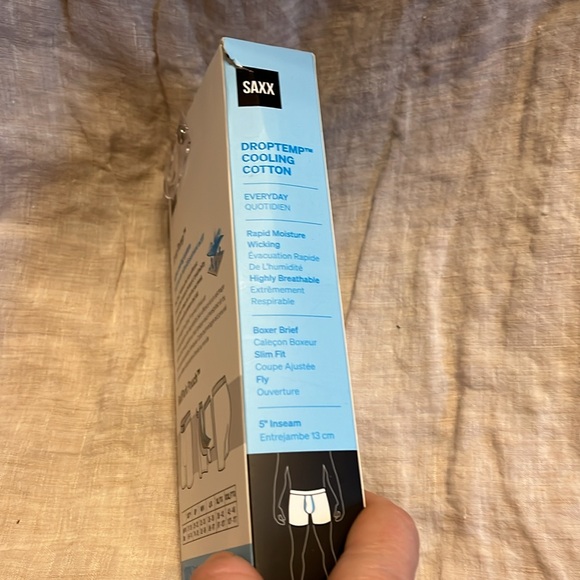 SAXX
DROPTEMP™
COOLING
COTTON
EVERYDAY
QUOTIDIEN
Rapid Moisture
Wicking
Évacuation Rapide
De L'humidité
Highly Breathable
Extrêmement
Respirable
Boxer Brief
Caleçon Boxeur
Slim Fit
Coupe Ajustée
Fly
Ouverture
5" Inseam
Entrejambe 13 cm